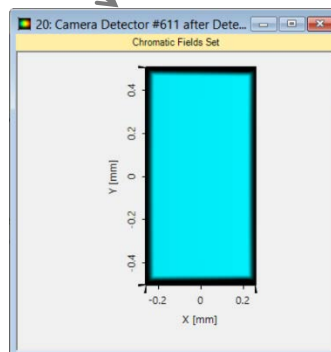 20: Camera Detector #611 after Dete...
Chromatic Fields Set
0.4
0.2
0
-0.2
-0.4
Y [mm]
-0.2 0 0.2
X [mm]